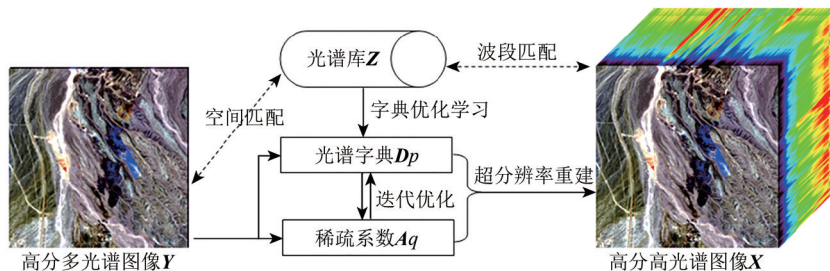 光谱库Z
波段匹配
空间匹配
字典优化学习
光谱字典Dp
超分辨率重建
迭代优化
稀疏系数Aq
高分多光谱图像Y
高分高光谱图像X